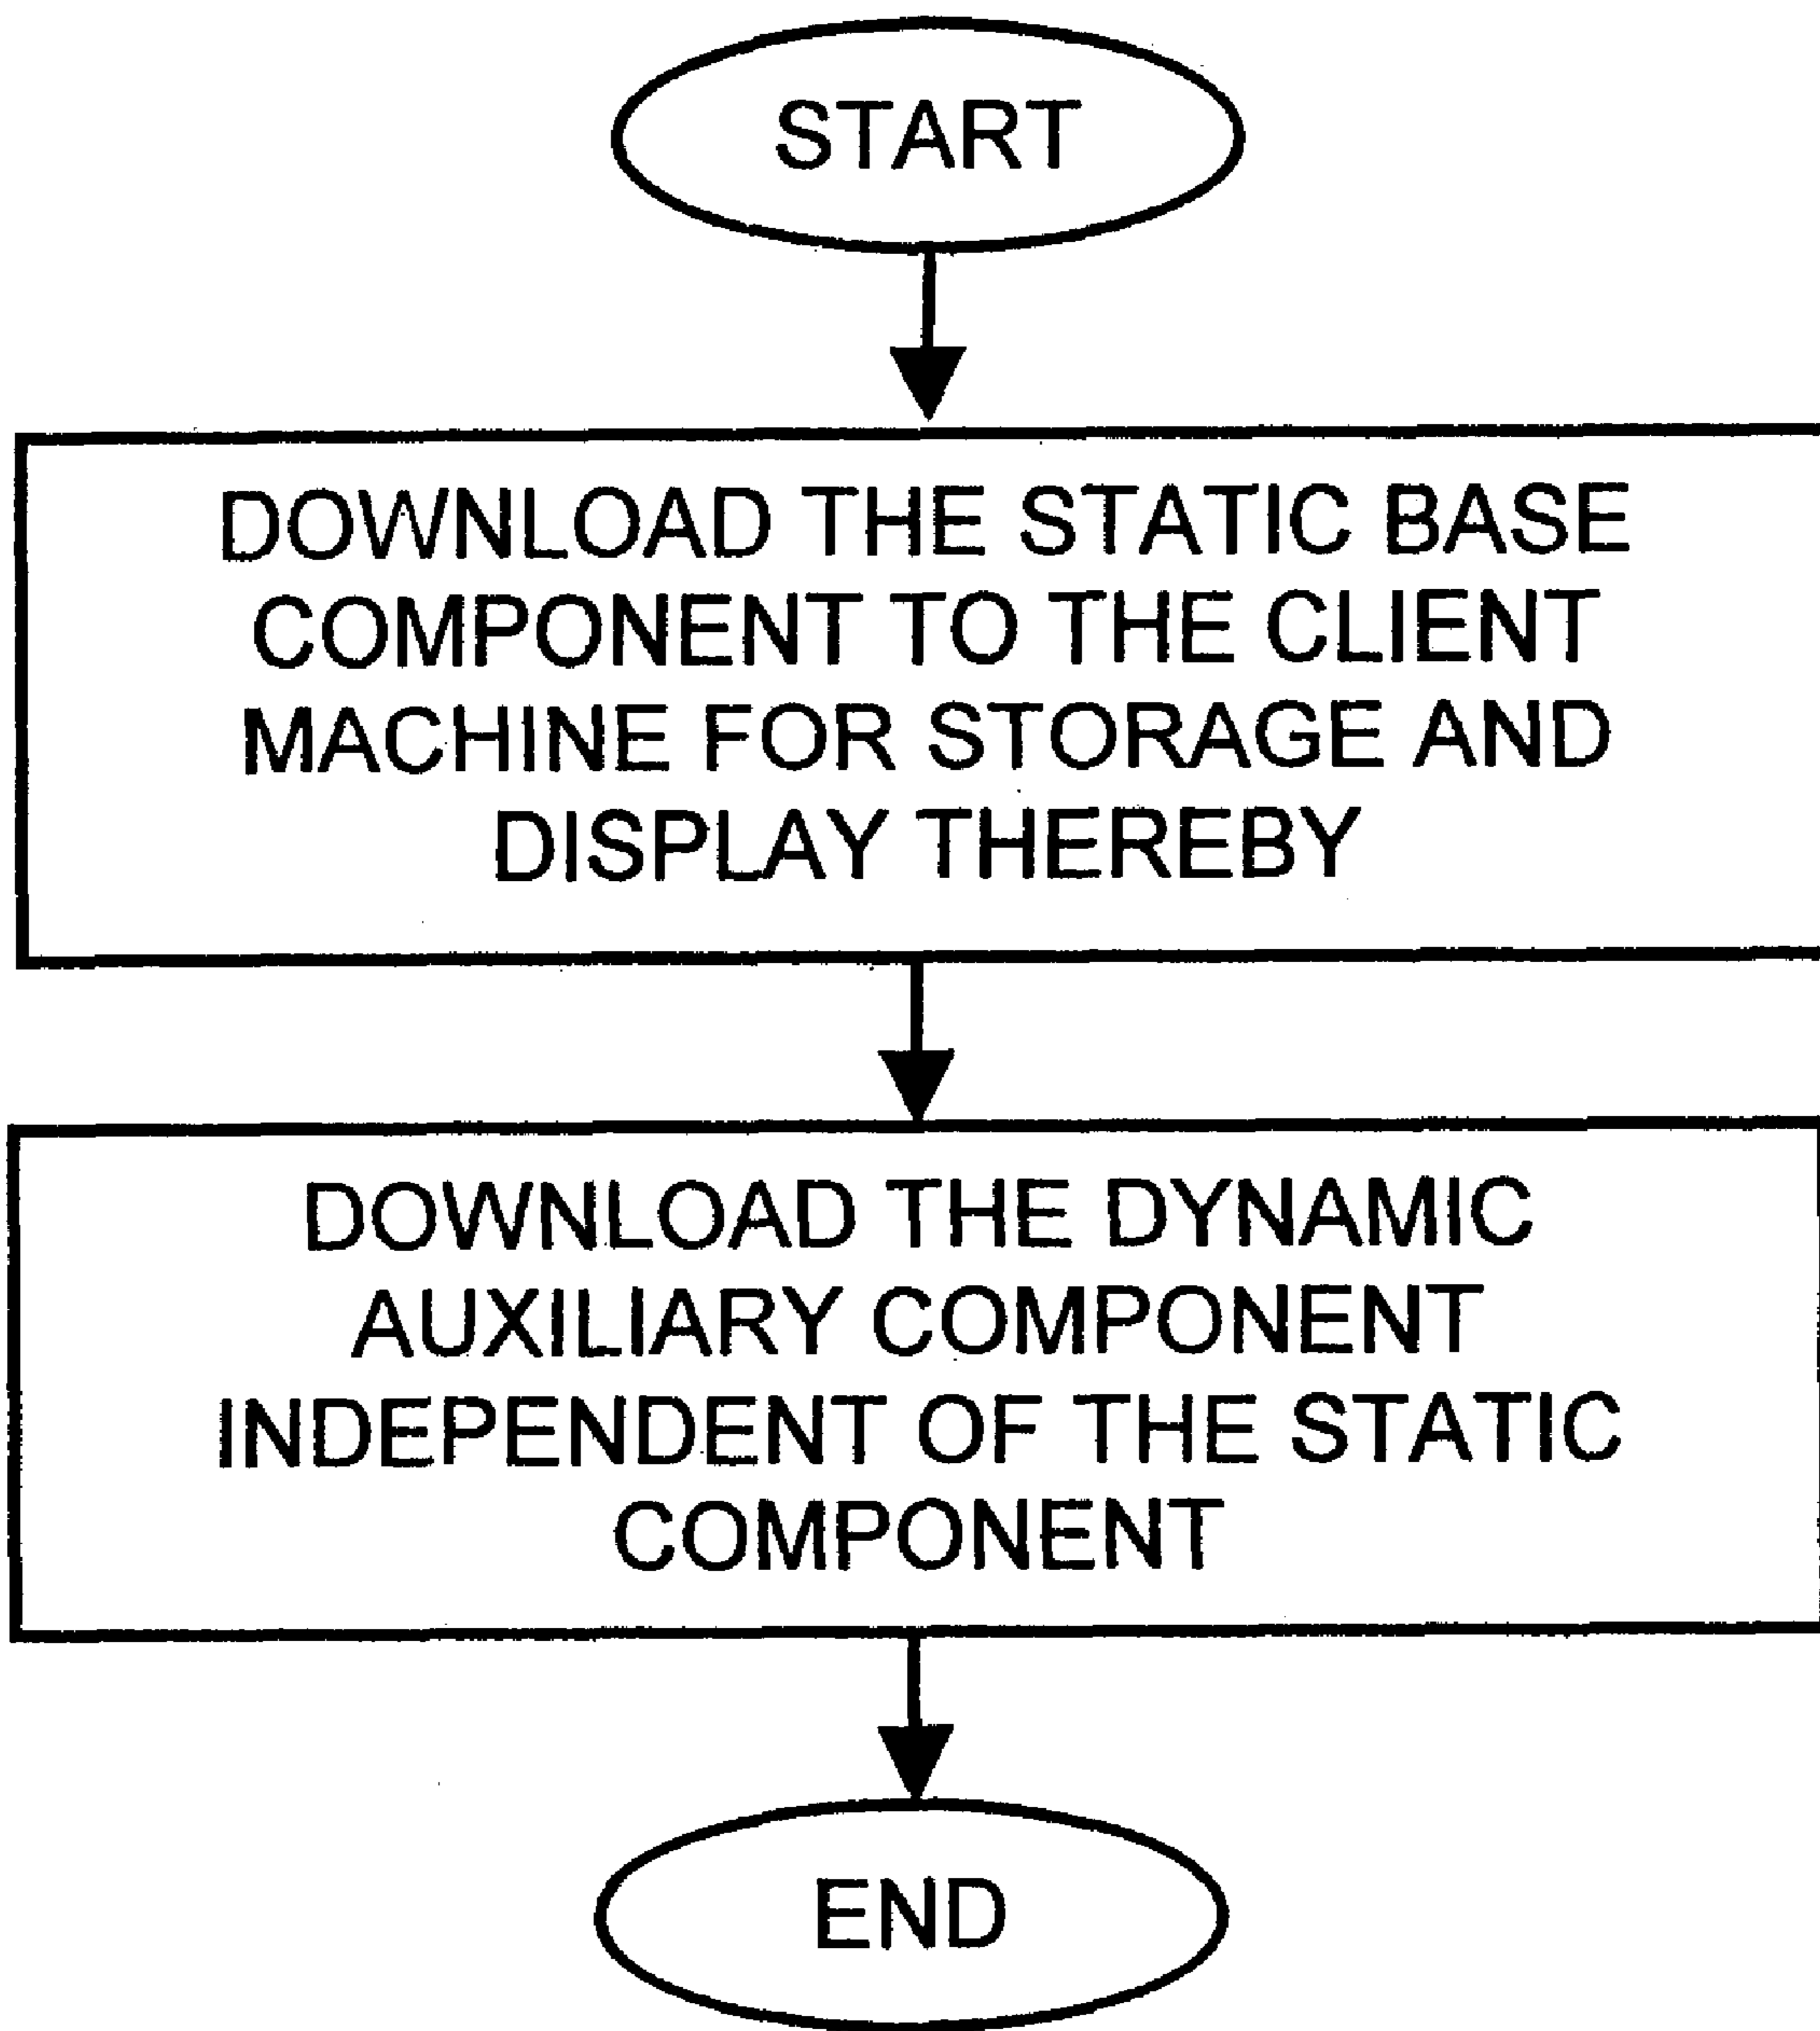 START
DOWNLOAD THE STATIC BASE
COMPONENT TO THE CLIENT
MACHINE FOR STORAGE AND
DISPLAY THEREBY
DOWNLOAD THE DYNAMIC
AUXILIARY COMPONENT
INDEPENDENT OF THE STATIC
COMPONENT
END